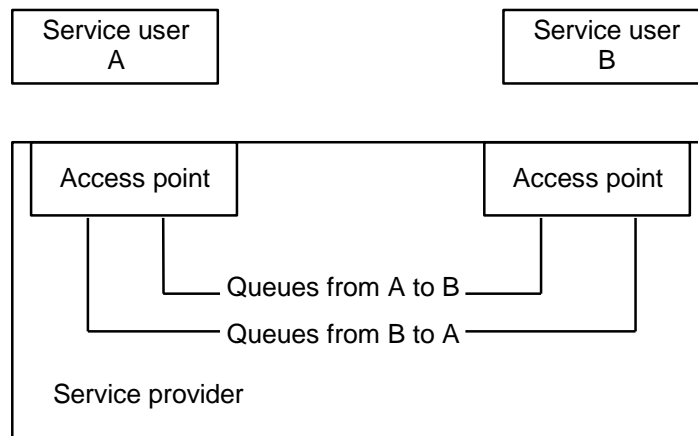 Service user
A
Service user
B
Access point
Access point
Queues from A to B
Queues from B to A
Service provider